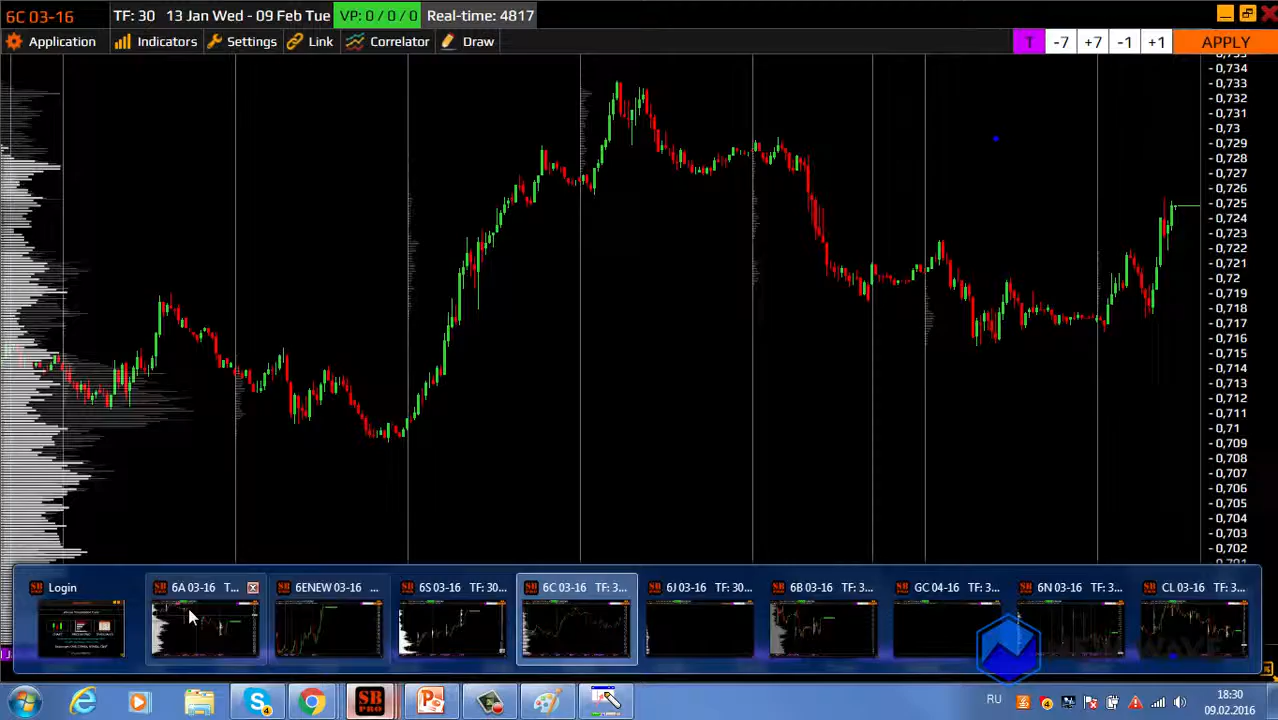 6C 03-16 TF: 30 13 Jan Wed - 09 Feb Tue VP: 0 / 0 / 0 Real-time: 4817
Application Indicators Settings Link Correlator Draw T -7 +7 -1 +1 APPLY
0,734
0,733
0,732
0,731
0,73
0,729
0,728
0,727
0,726
0,725
0,724
0,723
0,722
0,721
0,72
0,719
0,718
0,717
0,716
0,715
0,714
0,713
0,712
0,711
0,71
0,709
0,708
0,707
0,706
0,705
0,704
0,703
0,702
Login
6A 03-16 T...
6ENEW 03-16 ...
6S 03-16 TF: 30...
6C 03-16 TF: 3...
6J 03-16 TF: 30...
6B 03-16 TF: 3...
GC 04-16 TF: 3...
6N 03-16 TF: 3...
CL 03-16 TF: 3...
SB
PRO
RU
18:30
09.02.2016